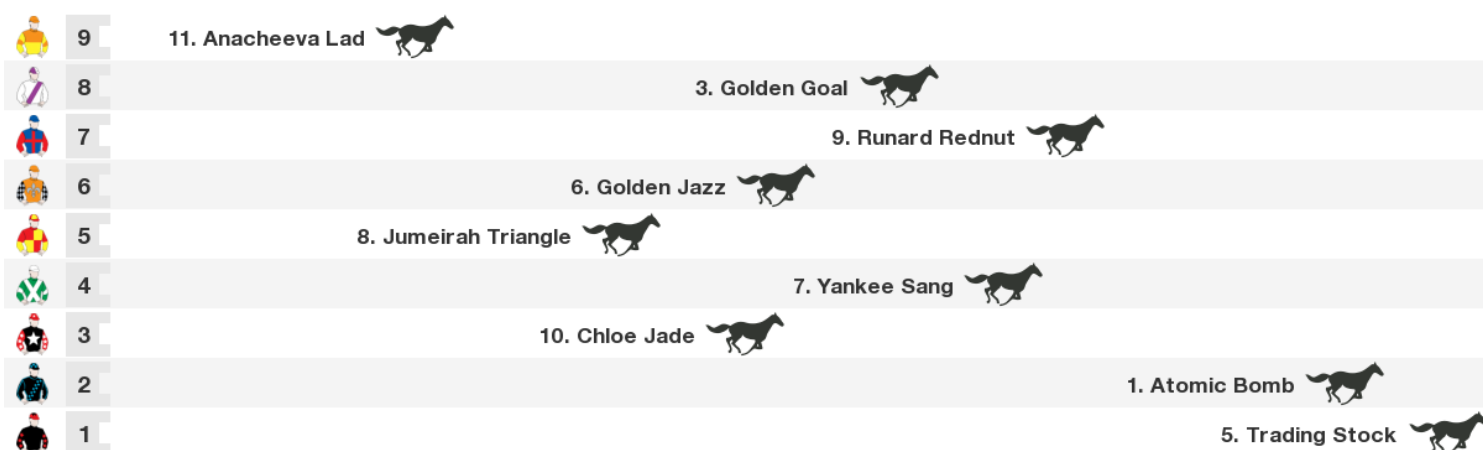 9 11. Anacheeva Lad
8 3. Golden Goal
7 9. Runard Rednut
6 6. Golden Jazz
5 8. Jumeirah Triangle
4 7. Yankee Sang
3 10. Chloe Jade
2 1. Atomic Bomb
1 5. Trading Stock